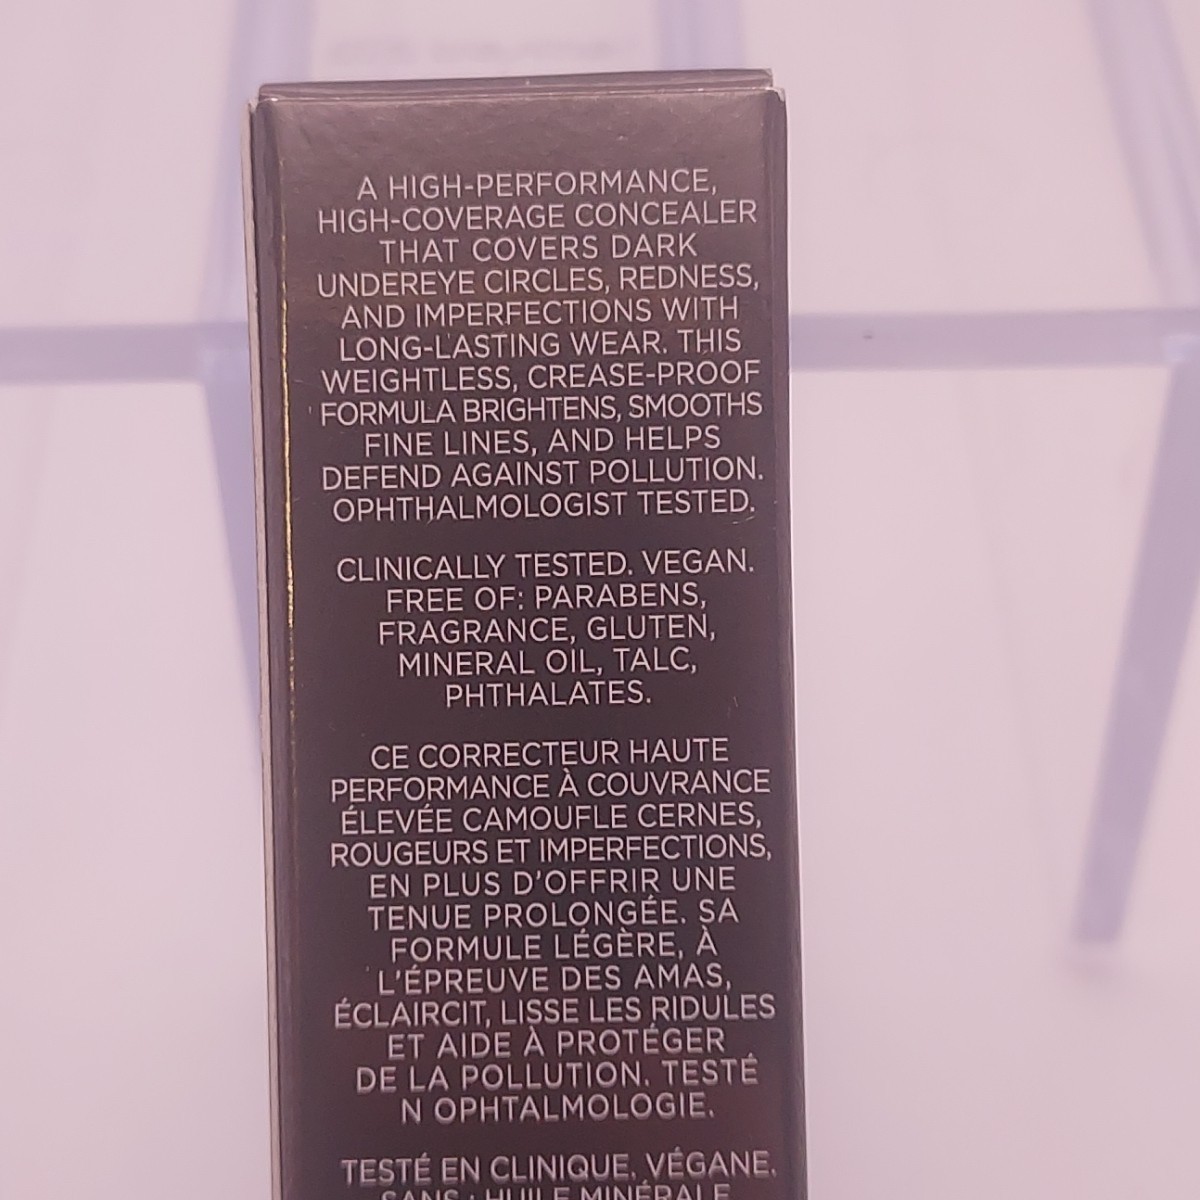 A HIGH-PERFORMANCE,
HIGH-COVERAGE CONCEALER
THAT COVERS DARK
UNDEREYE CIRCLES, REDNESS,
AND IMPERFECTIONS WITH
LONG-LASTING WEAR. THIS
WEIGHTLESS, CREASE-PROOF
FORMULA BRIGHTENS, SMOOTHS
FINE LINES, AND HELPS
DEFEND AGAINST POLLUTION.
OPHTHALMOLOGIST TESTED.
CLINICALLY TESTED. VEGAN.
FREE OF: PARABENS,
FRAGRANCE, GLUTEN,
MINERAL OIL, TALC,
PHTHALATES.
CE CORRECTEUR HAUTE
PERFORMANCE À COUVRANCE
ÉLEVÉE CAMOUFLE CERNES,
ROUGEURS ET IMPERFECTIONS,
EN PLUS D'OFFRIR UNE
TENUE PROLONGÉE. SA
FORMULE LÉGÈRE, À
L'ÉPREUVE DES AMAS,
ÉCLAIRCIT, LISSE LES RIDULES
ET AIDE À PROTÉGER
DE LA POLLUTION. TESTÉ
N OPHTALMOLOGIE.
TESTÉ EN CLINIQUE. VÉGANE.
SANS : HUILE MINÉRALE